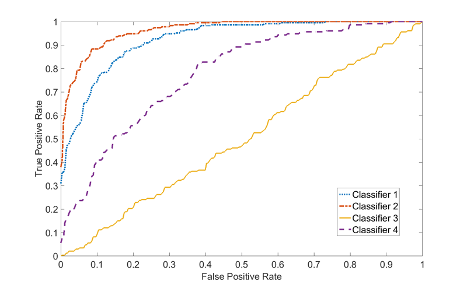 1
0.9
0.8
0.7
0.6
0.5
0.4
0.3
0.2
0.1
0
True Positive Rate
Classifier 1
Classifier 2
Classifier 3
Classifier 4
0 0.1 0.2 0.3 0.4 0.5 0.6 0.7 0.8 0.9 1
False Positive Rate